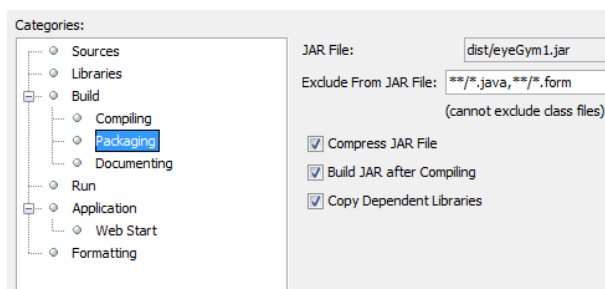 Categories:
Sources
Libraries
Build
Compiling
Packaging
Documenting
Run
Application
Web Start
Formatting
JAR File: dist/eyeGym1.jar
Exclude From JAR File: **/*.java,**/*.form
(cannot exclude class files)
Compress JAR File
Build JAR after Compiling
Copy Dependent Libraries